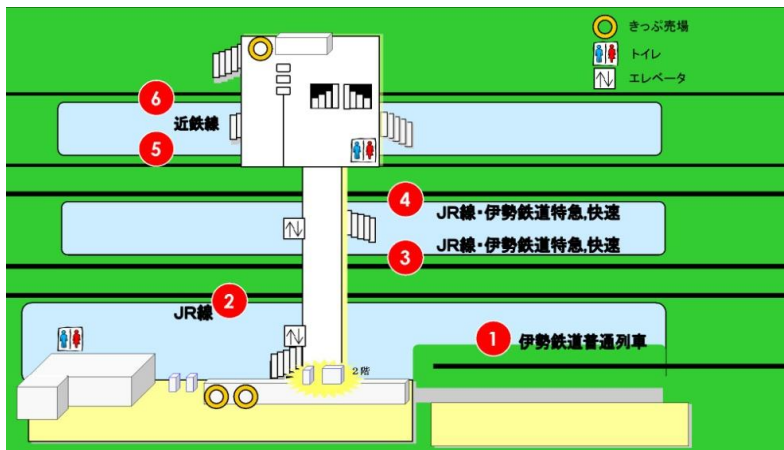 きっぷ売場
トイレ
エレベータ
6
近鉄線
5
4
JR線・伊勢鉄道特急,快速
JR線・伊勢鉄道特急,快速
3
2
JR線
1
伊勢鉄道普通列車
2階